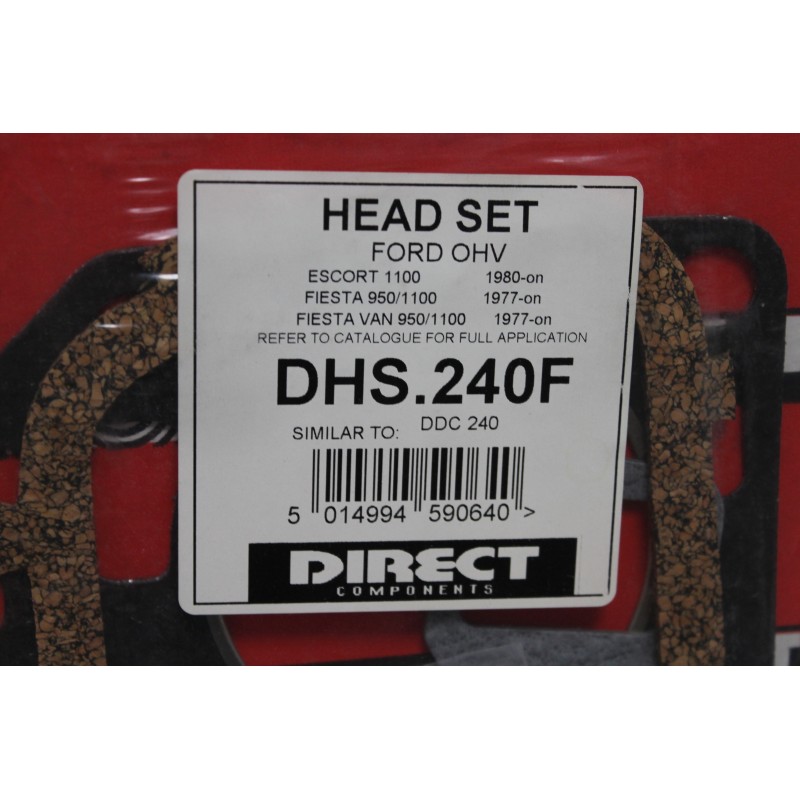 HEAD SET
FORD OHV
ESCORT 1100 1980-on
FIESTA 950/1100 1977-on
FIESTA VAN 950/1100 1977-on
REFER TO CATALOGUE FOR FULL APPLICATION
DHS.240F
SIMILAR TO: DDC 240
5 014994 590640 >
DIRECT
COMPONENTS